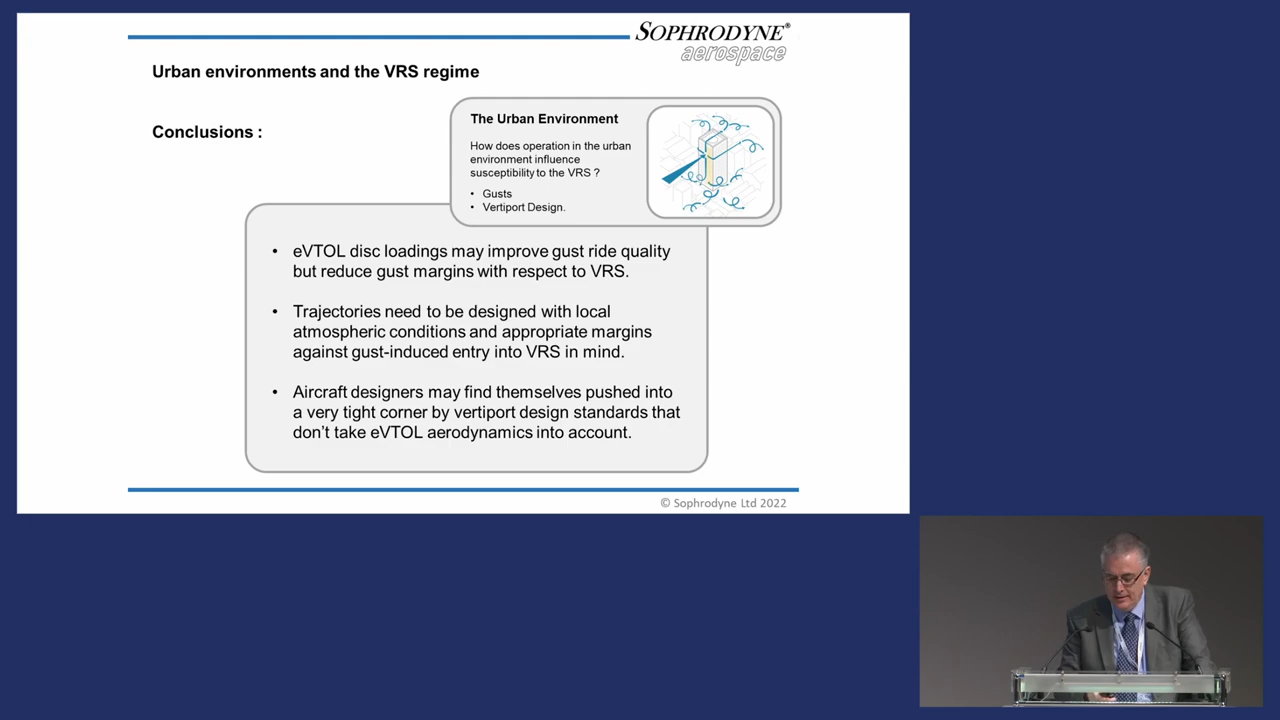 SOPHRODYNE®
aerospace
Urban environments and the VRS regime
Conclusions :
The Urban Environment
How does operation in the urban
environment influence
susceptibility to the VRS ?
• Gusts
• Vertiport Design.
• eVTOL disc loadings may improve gust ride quality
but reduce gust margins with respect to VRS.
• Trajectories need to be designed with local
atmospheric conditions and appropriate margins
against gust-induced entry into VRS in mind.
• Aircraft designers may find themselves pushed into
a very tight corner by vertiport design standards that
don’t take eVTOL aerodynamics into account.
© Sophrodyne Ltd 2022